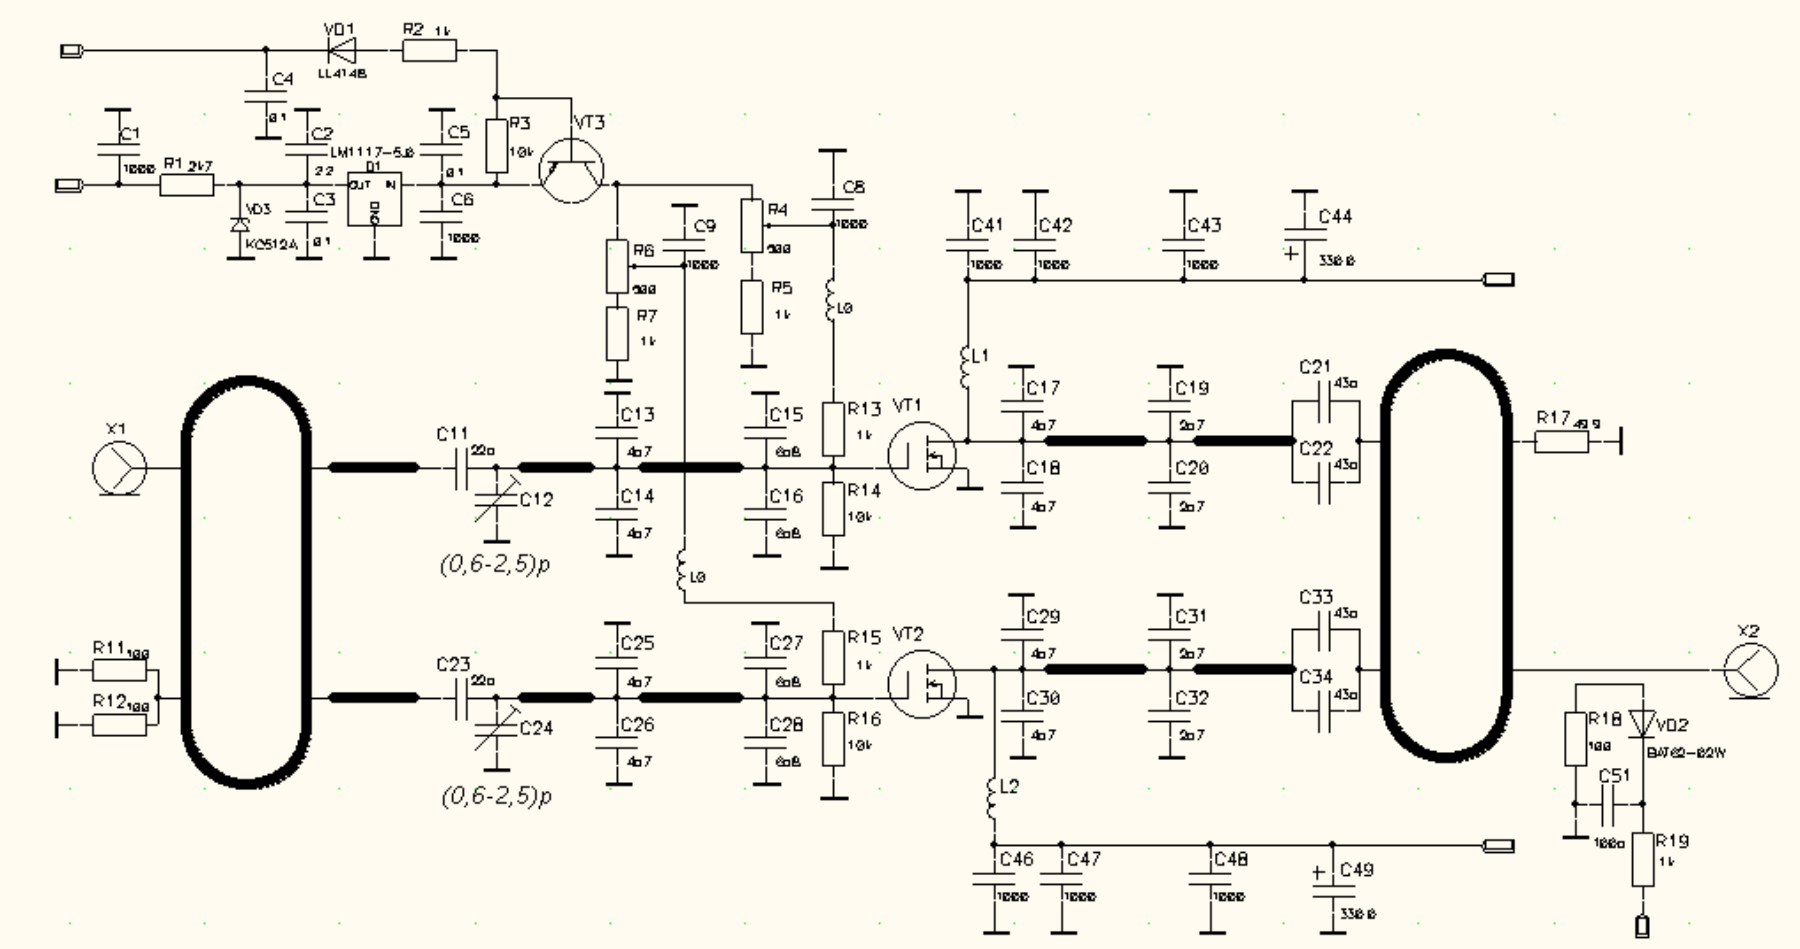 VD1
LL4148
R2 1k
C4
01
C1
1000
R1 2k7
VD3
KC512A
C2
22
C3
01
LM1117-5.0
D1
OUT IN
GND
C5
01
C6
1000
R3
10k
VT3
R6
500
R7
1k
C9
1000
R4
500
R5
1k
C8
1000
L0
C41
1000
C42
1000
C43
1000
C44
+
330 0
L1
X1
C11
22p
C12
(0,6-2,5)p
C13
4p7
C14
4p7
C15
6p8
C16
6p8
R13
1k
R14
10k
VT1
C17
4p7
C18
4p7
C19
2p7
C20
2p7
C21
43p
C22
43p
R17 49 9
L0
R11 100
R12 100
C23
22p
C24
(0,6-2,5)p
C25
4p7
C26
4p7
C27
6p8
C28
6p8
R15
1k
R16
10k
VT2
C29
4p7
C30
4p7
C31
2p7
C32
2p7
C33
43p
C34
43p
X2
R18
100
VD2
BAT62-02W
C51
100p
R19
1k
L2
C46
1000
C47
1000
C48
1000
+
C49
330 0